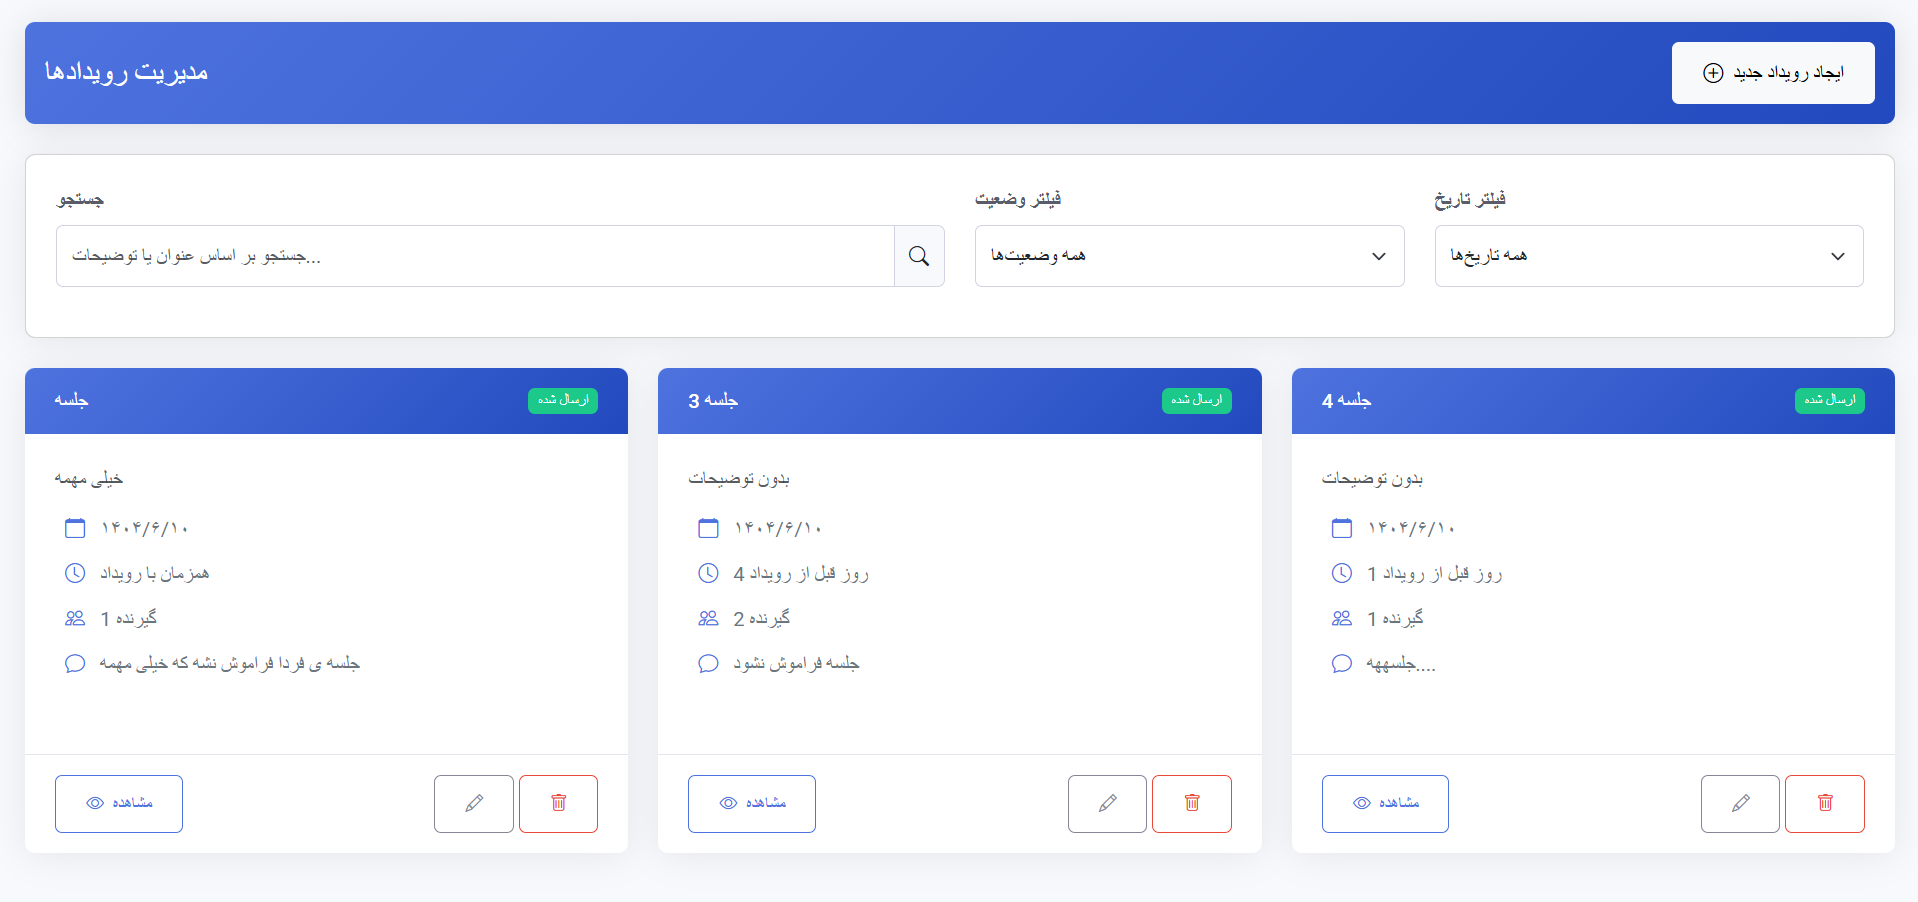 مدیریت رویدادها
ایجاد رویداد جدید
جستجو
جستجو بر اساس عنوان یا توضیحات...
فیلتر وضعیت
همه وضعیت‌ها
فیلتر تاریخ
همه تاریخ‌ها
جلسه
ارسال شده
خیلی مهمه
۱۴۰۴/۶/۱۰
همزمان با رویداد
1 گیرنده
جلسه ی فردا فراموش نشه که خیلی مهمه
مشاهده
جلسه 3
ارسال شده
بدون توضیحات
۱۴۰۴/۶/۱۰
4 روز قبل از رویداد
2 گیرنده
جلسه فراموش نشود
مشاهده
جلسه 4
ارسال شده
بدون توضیحات
۱۴۰۴/۶/۱۰
1 روز قبل از رویداد
1 گیرنده
جلسههه....
مشاهده